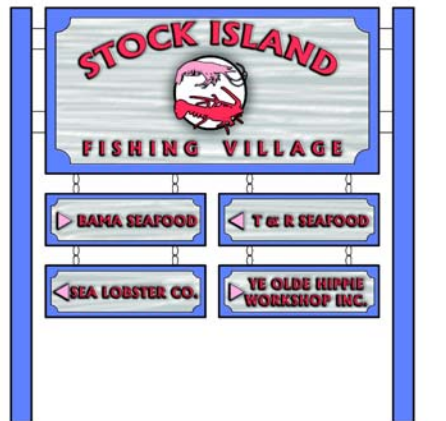 STOCK ISLAND
FISHING VILLAGE
BAMA SEAFOOD
T & R SEAFOOD
SEA LOBSTER CO.
YE OLDE HIPPIE
WORKSHOP INC.